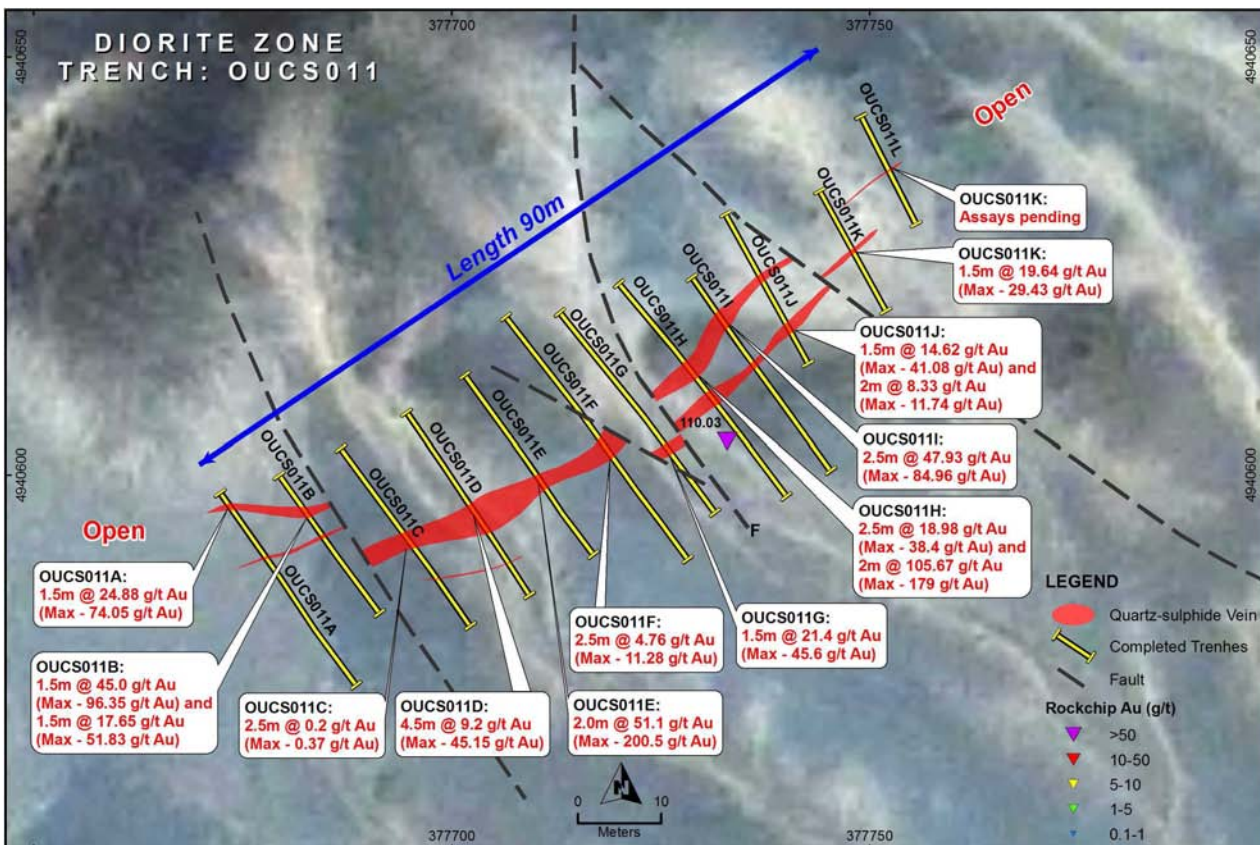 DIORITE ZONE
TRENCH: OUCS011
377700
377750
4940650
4940650
Length 90m
Open
OUCS011L
OUCS011K
OUCS011J
OUCS011I
OUCS011H
OUCS011G
OUCS011F
OUCS011E
OUCS011D
OUCS011C
OUCS011B
OUCS011A
OUCS011K:
Assays pending
OUCS011K:
1.5m @ 19.64 g/t Au
(Max - 29.43 g/t Au)
OUCS011J:
1.5m @ 14.62 g/t Au
(Max - 41.08 g/t Au) and
2m @ 8.33 g/t Au
(Max - 11.74 g/t Au)
OUCS011I:
2.5m @ 47.93 g/t Au
(Max - 84.96 g/t Au)
OUCS011H:
2.5m @ 18.98 g/t Au
(Max - 38.4 g/t Au) and
2m @ 105.67 g/t Au
(Max - 179 g/t Au)
110.03
F
4940600
4940600
Open
OUCS011A:
1.5m @ 24.88 g/t Au
(Max - 74.05 g/t Au)
OUCS011B:
1.5m @ 45.0 g/t Au
(Max - 96.35 g/t Au) and
1.5m @ 17.65 g/t Au
(Max - 51.83 g/t Au)
OUCS011C:
2.5m @ 0.2 g/t Au
(Max - 0.37 g/t Au)
OUCS011D:
4.5m @ 9.2 g/t Au
(Max - 45.15 g/t Au)
OUCS011F:
2.5m @ 4.76 g/t Au
(Max - 11.28 g/t Au)
OUCS011E:
2.0m @ 51.1 g/t Au
(Max - 200.5 g/t Au)
OUCS011G:
1.5m @ 21.4 g/t Au
(Max - 45.6 g/t Au)
LEGEND
Quartz-sulphide Vein
Completed Trenhes
Fault
Rockchip Au (g/t)
>50
10-50
5-10
1-5
0.1-1
N
0 10
Meters
377700
377750